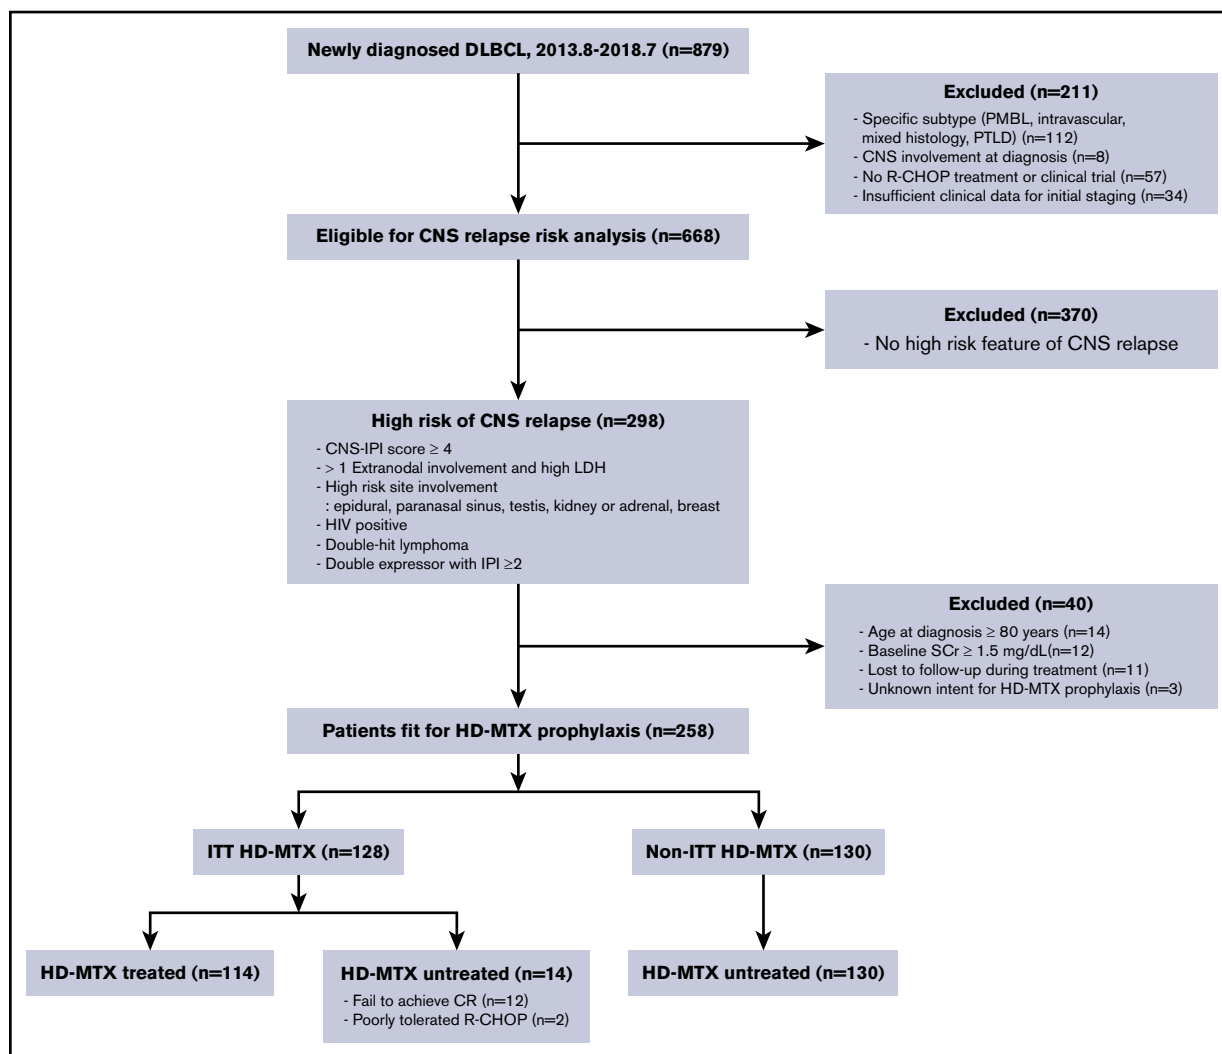 Newly diagnosed DLBCL, 2013.8-2018.7 (n=879)
Excluded (n=211)
- Specific subtype (PMBL, intravascular,
mixed histology, PTLD) (n=112)
- CNS involvement at diagnosis (n=8)
- No R-CHOP treatment or clinical trial (n=57)
- Insufficient clinical data for initial staging (n=34)
Eligible for CNS relapse risk analysis (n=668)
Excluded (n=370)
- No high risk feature of CNS relapse
High risk of CNS relapse (n=298)
- CNS-IPI score ≥ 4
- > 1 Extranodal involvement and high LDH
- High risk site involvement
: epidural, paranasal sinus, testis, kidney or adrenal, breast
- HIV positive
- Double-hit lymphoma
- Double expressor with IPI ≥2
Excluded (n=40)
- Age at diagnosis ≥ 80 years (n=14)
- Baseline SCr ≥ 1.5 mg/dL(n=12)
- Lost to follow-up during treatment (n=11)
- Unknown intent for HD-MTX prophylaxis (n=3)
Patients fit for HD-MTX prophylaxis (n=258)
ITT HD-MTX (n=128)
Non-ITT HD-MTX (n=130)
HD-MTX treated (n=114)
HD-MTX untreated (n=14)
- Fail to achieve CR (n=12)
- Poorly tolerated R-CHOP (n=2)
HD-MTX untreated (n=130)